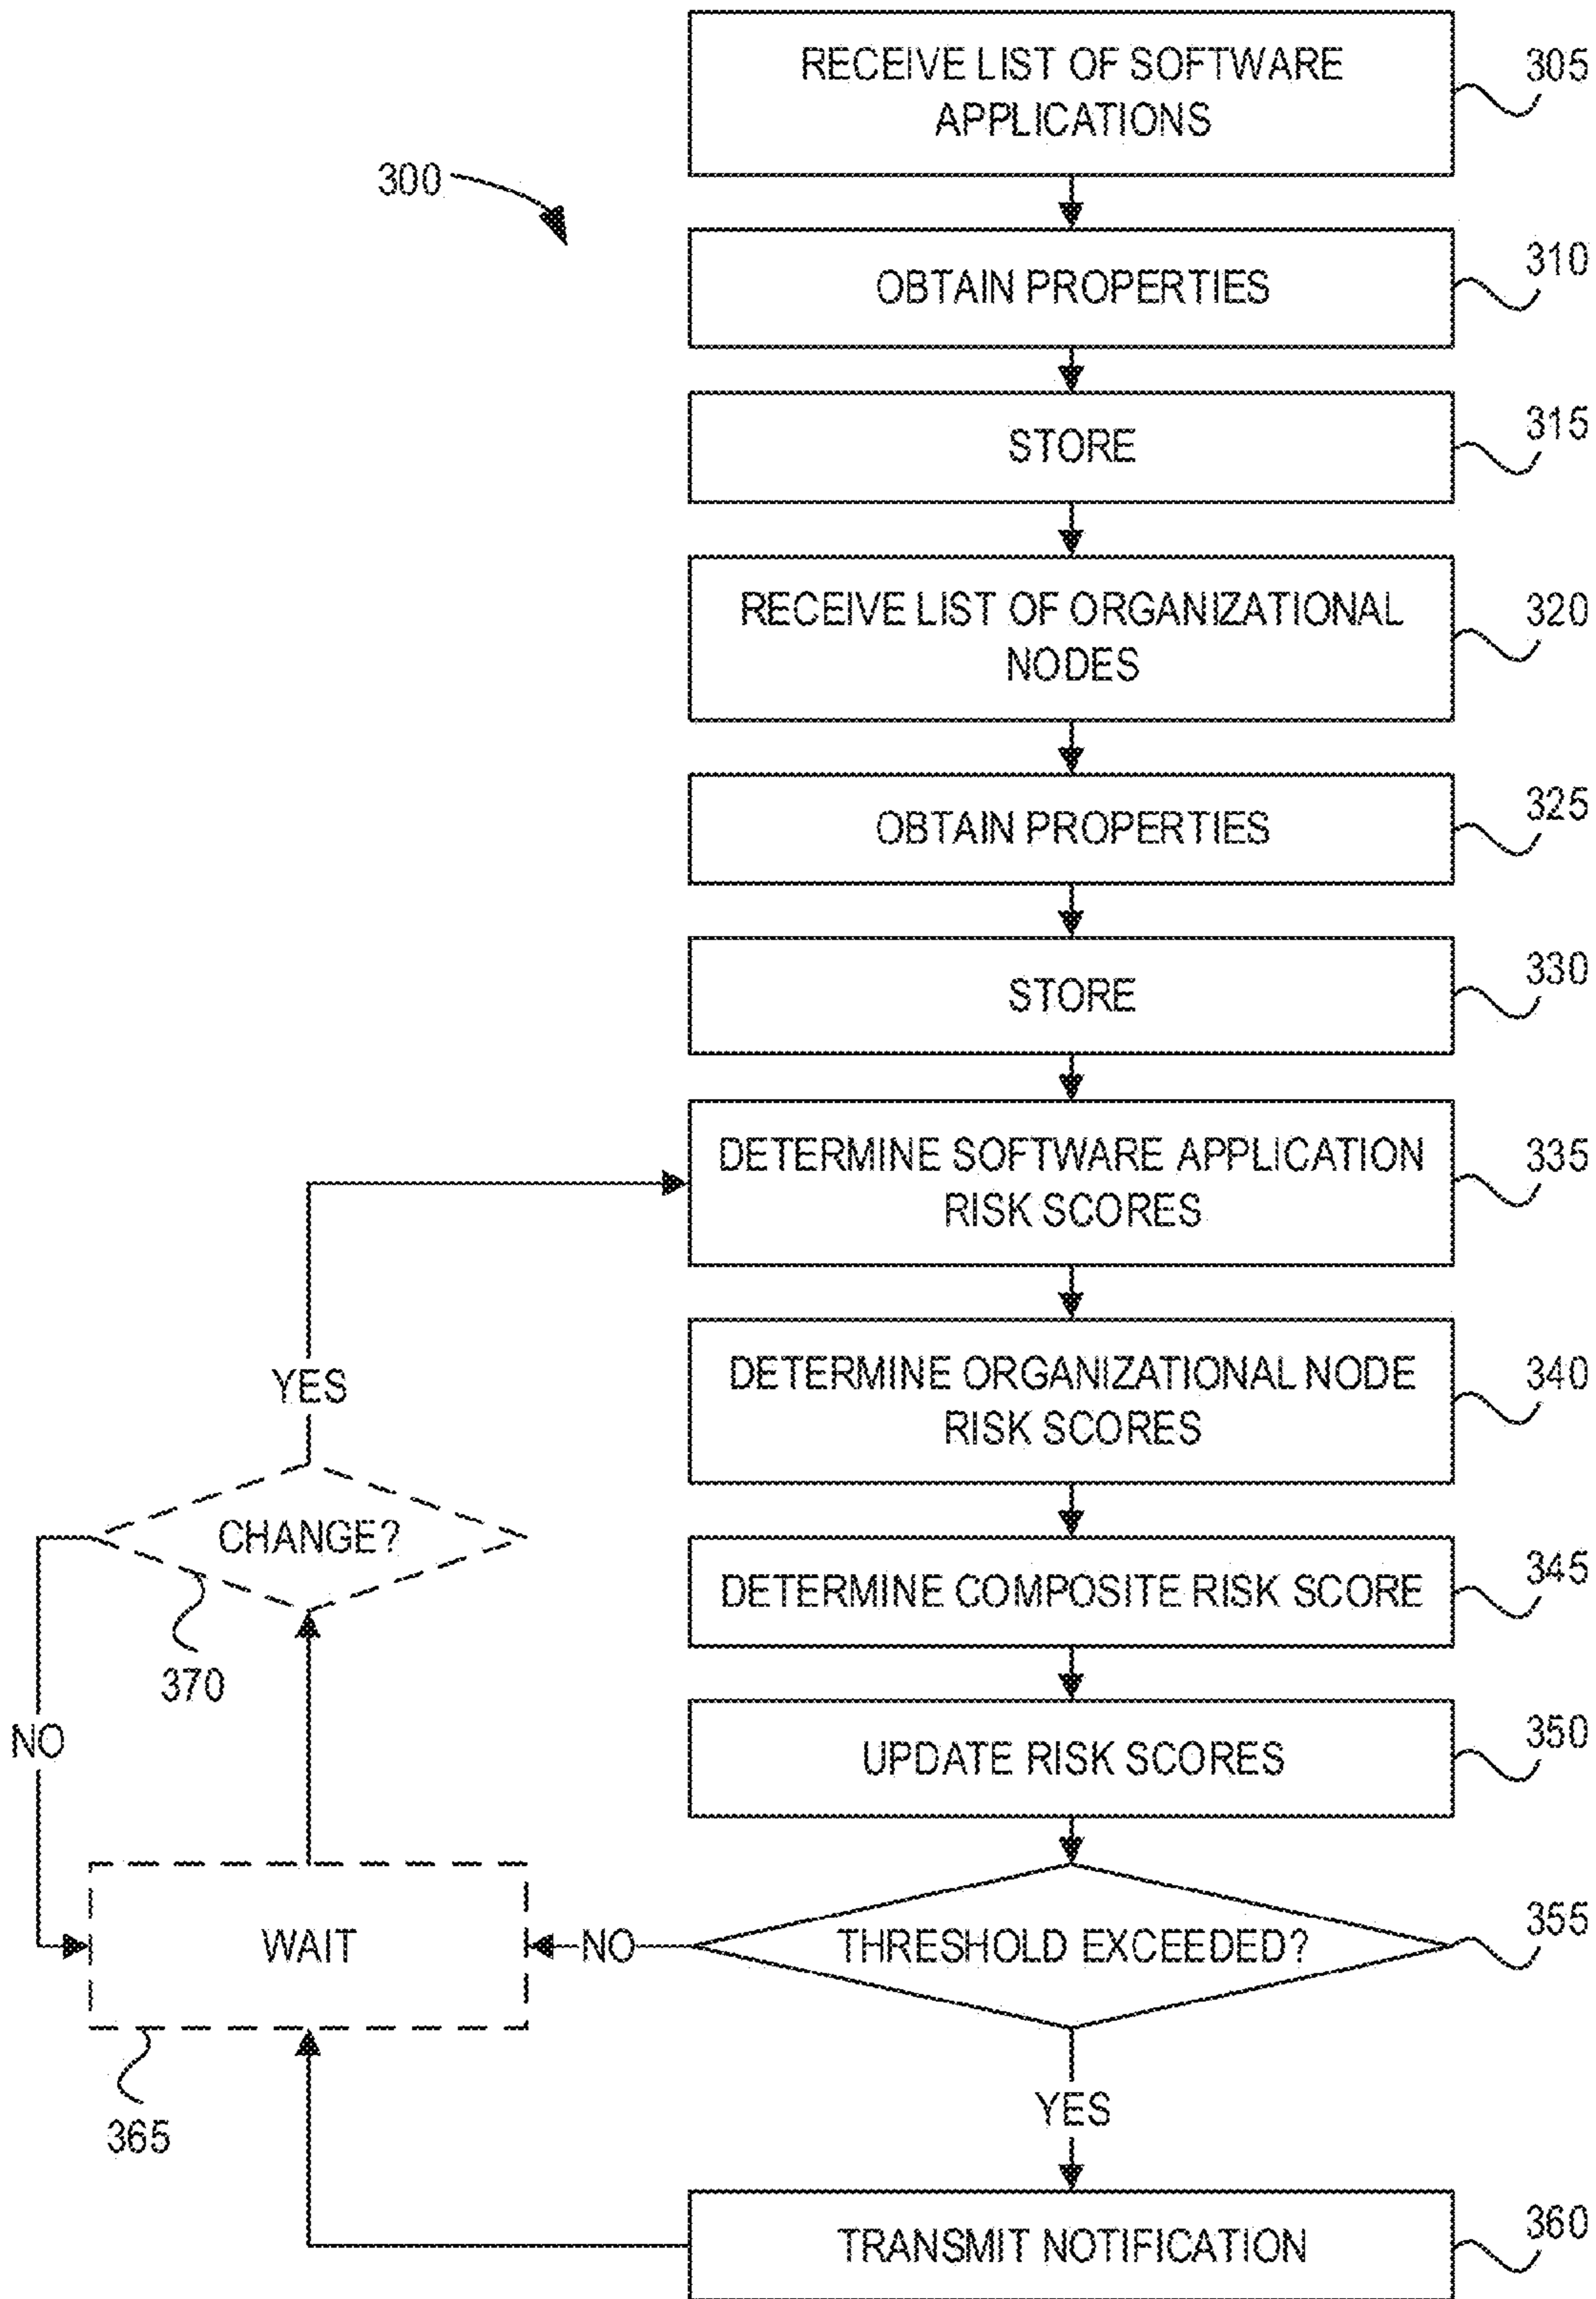 RECEIVE LIST OF SOFTWARE
APPLICATIONS
305
300
OBTAIN PROPERTIES
310
STORE
315
RECEIVE LIST OF ORGANIZATIONAL
NODES
320
OBTAIN PROPERTIES
325
STORE
330
DETERMINE SOFTWARE APPLICATION
RISK SCORES
335
DETERMINE ORGANIZATIONAL NODE
RISK SCORES
340
YES
CHANGE?
370
NO
DETERMINE COMPOSITE RISK SCORE
345
UPDATE RISK SCORES
350
THRESHOLD EXCEEDED?
355
NO
WAIT
365
YES
TRANSMIT NOTIFICATION
360